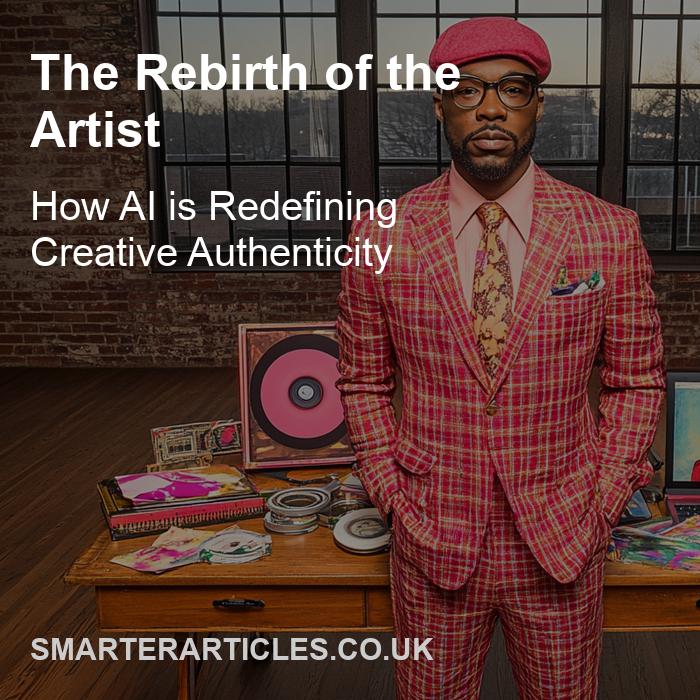 The Rebirth of the
Artist
How AI is Redefining
Creative Authenticity
SMARTERARTICLES.CO.UK